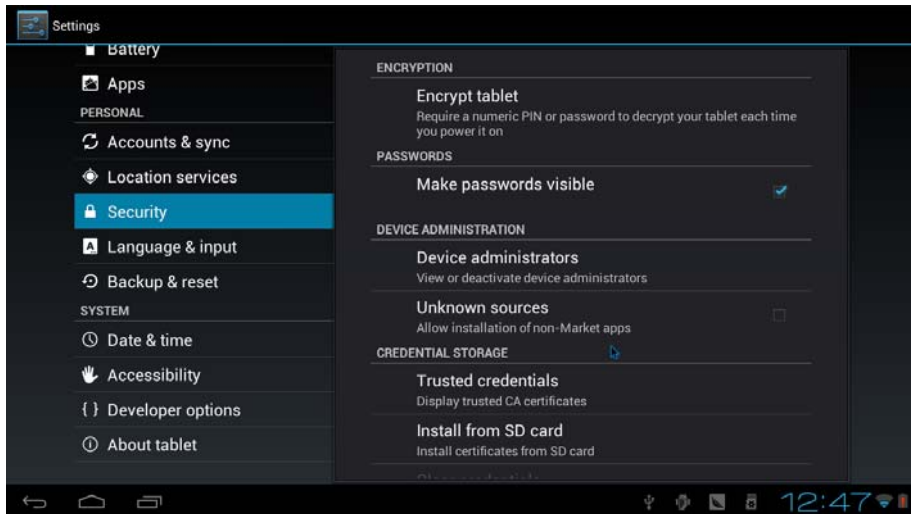 Settings
Battery
Apps
PERSONAL
Accounts & sync
Location services
Security
Language & input
Backup & reset
SYSTEM
Date & time
Accessibility
{ } Developer options
About tablet
ENCRYPTION
Encrypt tablet
Require a numeric PIN or password to decrypt your tablet each time
you power it on
PASSWORDS
Make passwords visible
DEVICE ADMINISTRATION
Device administrators
View or deactivate device administrators
Unknown sources
Allow installation of non-Market apps
CREDENTIAL STORAGE
Trusted credentials
Display trusted CA certificates
Install from SD card
Install certificates from SD card
12:47